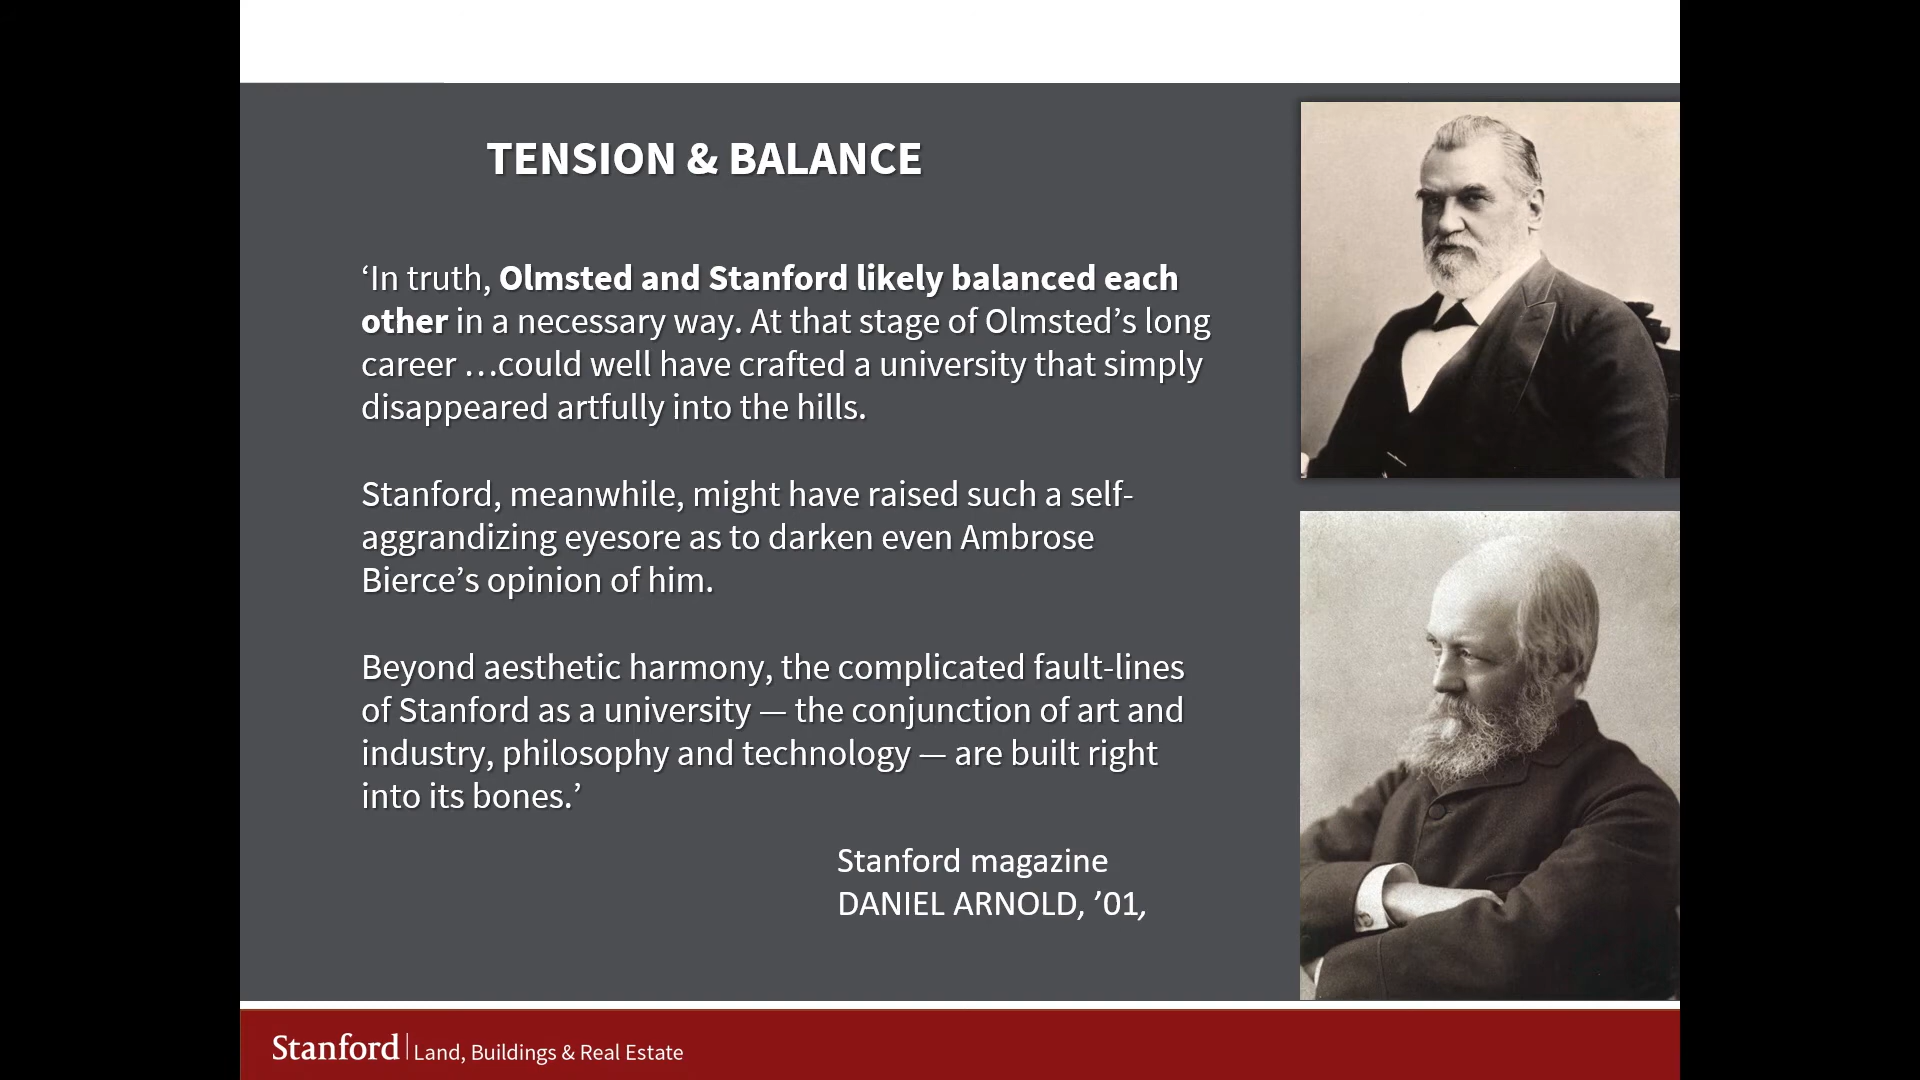 TENSION & BALANCE
‘In truth, Olmsted and Stanford likely balanced each
other in a necessary way. At that stage of Olmsted’s long
career …could well have crafted a university that simply
disappeared artfully into the hills.
Stanford, meanwhile, might have raised such a self-
aggrandizing eyesore as to darken even Ambrose
Bierce’s opinion of him.
Beyond aesthetic harmony, the complicated fault-lines
of Stanford as a university — the conjunction of art and
industry, philosophy and technology — are built right
into its bones.’
Stanford magazine
DANIEL ARNOLD, ’01,
Stanford | Land, Buildings & Real Estate